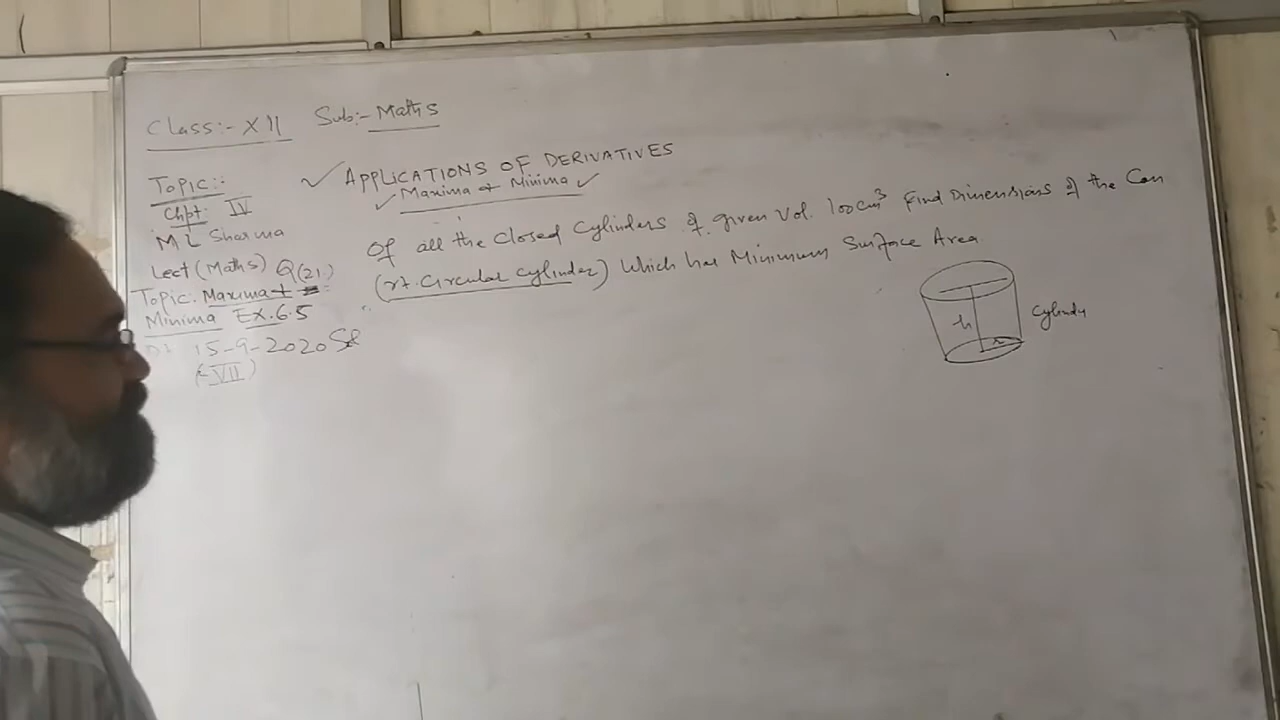 Class:- XII Sub:- Maths
Topic:-
Chpt: IV
M L Sharma
Lect (Maths) Q(21)
Topic. Maxima +
Minima EX.6.5
15-9-2020
(VII)
✓ APPLICATIONS OF DERIVATIVES
✓ Maxima + Minima ✓
Of all the Closed Cylinders of given Vol. 100cm³ Find Dimensions of the Can
(rt. Circular Cylinder) Which has Minimum Surface Area
h
r